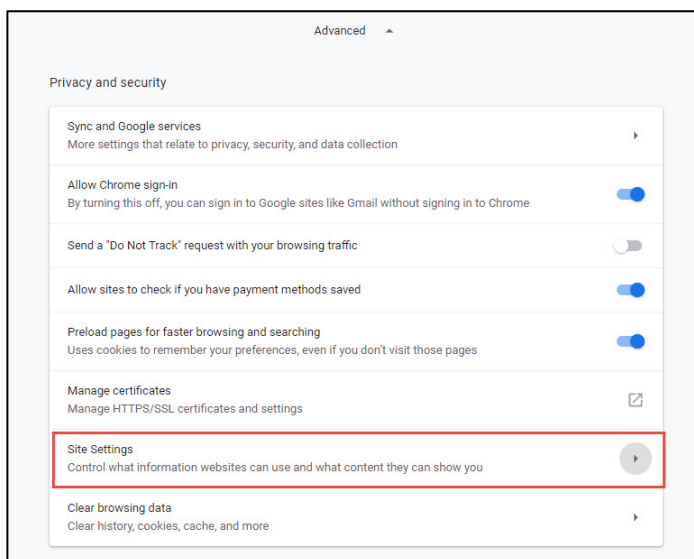 Advanced
Privacy and security
Sync and Google services
More settings that relate to privacy, security, and data collection
Allow Chrome sign-in
By turning this off, you can sign in to Google sites like Gmail without signing in to Chrome
Send a "Do Not Track" request with your browsing traffic
Allow sites to check if you have payment methods saved
Preload pages for faster browsing and searching
Uses cookies to remember your preferences, even if you don't visit those pages
Manage certificates
Manage HTTPS/SSL certificates and settings
Site Settings
Control what information websites can use and what content they can show you
Clear browsing data
Clear history, cookies, cache, and more